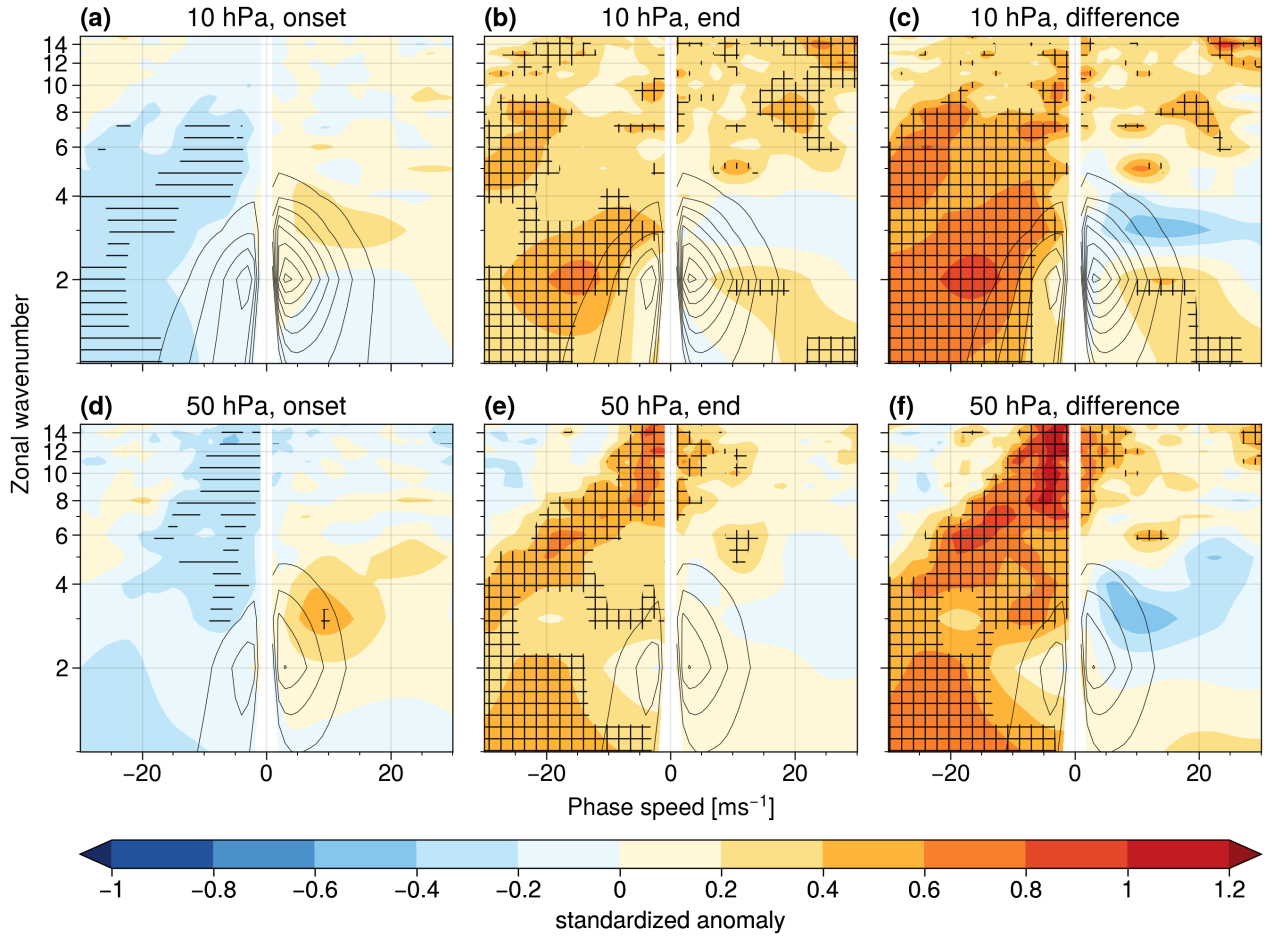 (a) 10 hPa, onset
(b) 10 hPa, end
(c) 10 hPa, difference
14
12
10
8
6
4
2
(d) 50 hPa, onset
(e) 50 hPa, end
(f) 50 hPa, difference
14
12
10
8
6
4
2
Zonal wavenumber
−20 0 20 −20 0 20 −20 0 20
Phase speed [ms⁻¹]
−1 −0.8 −0.6 −0.4 −0.2 0 0.2 0.4 0.6 0.8 1 1.2
standardized anomaly